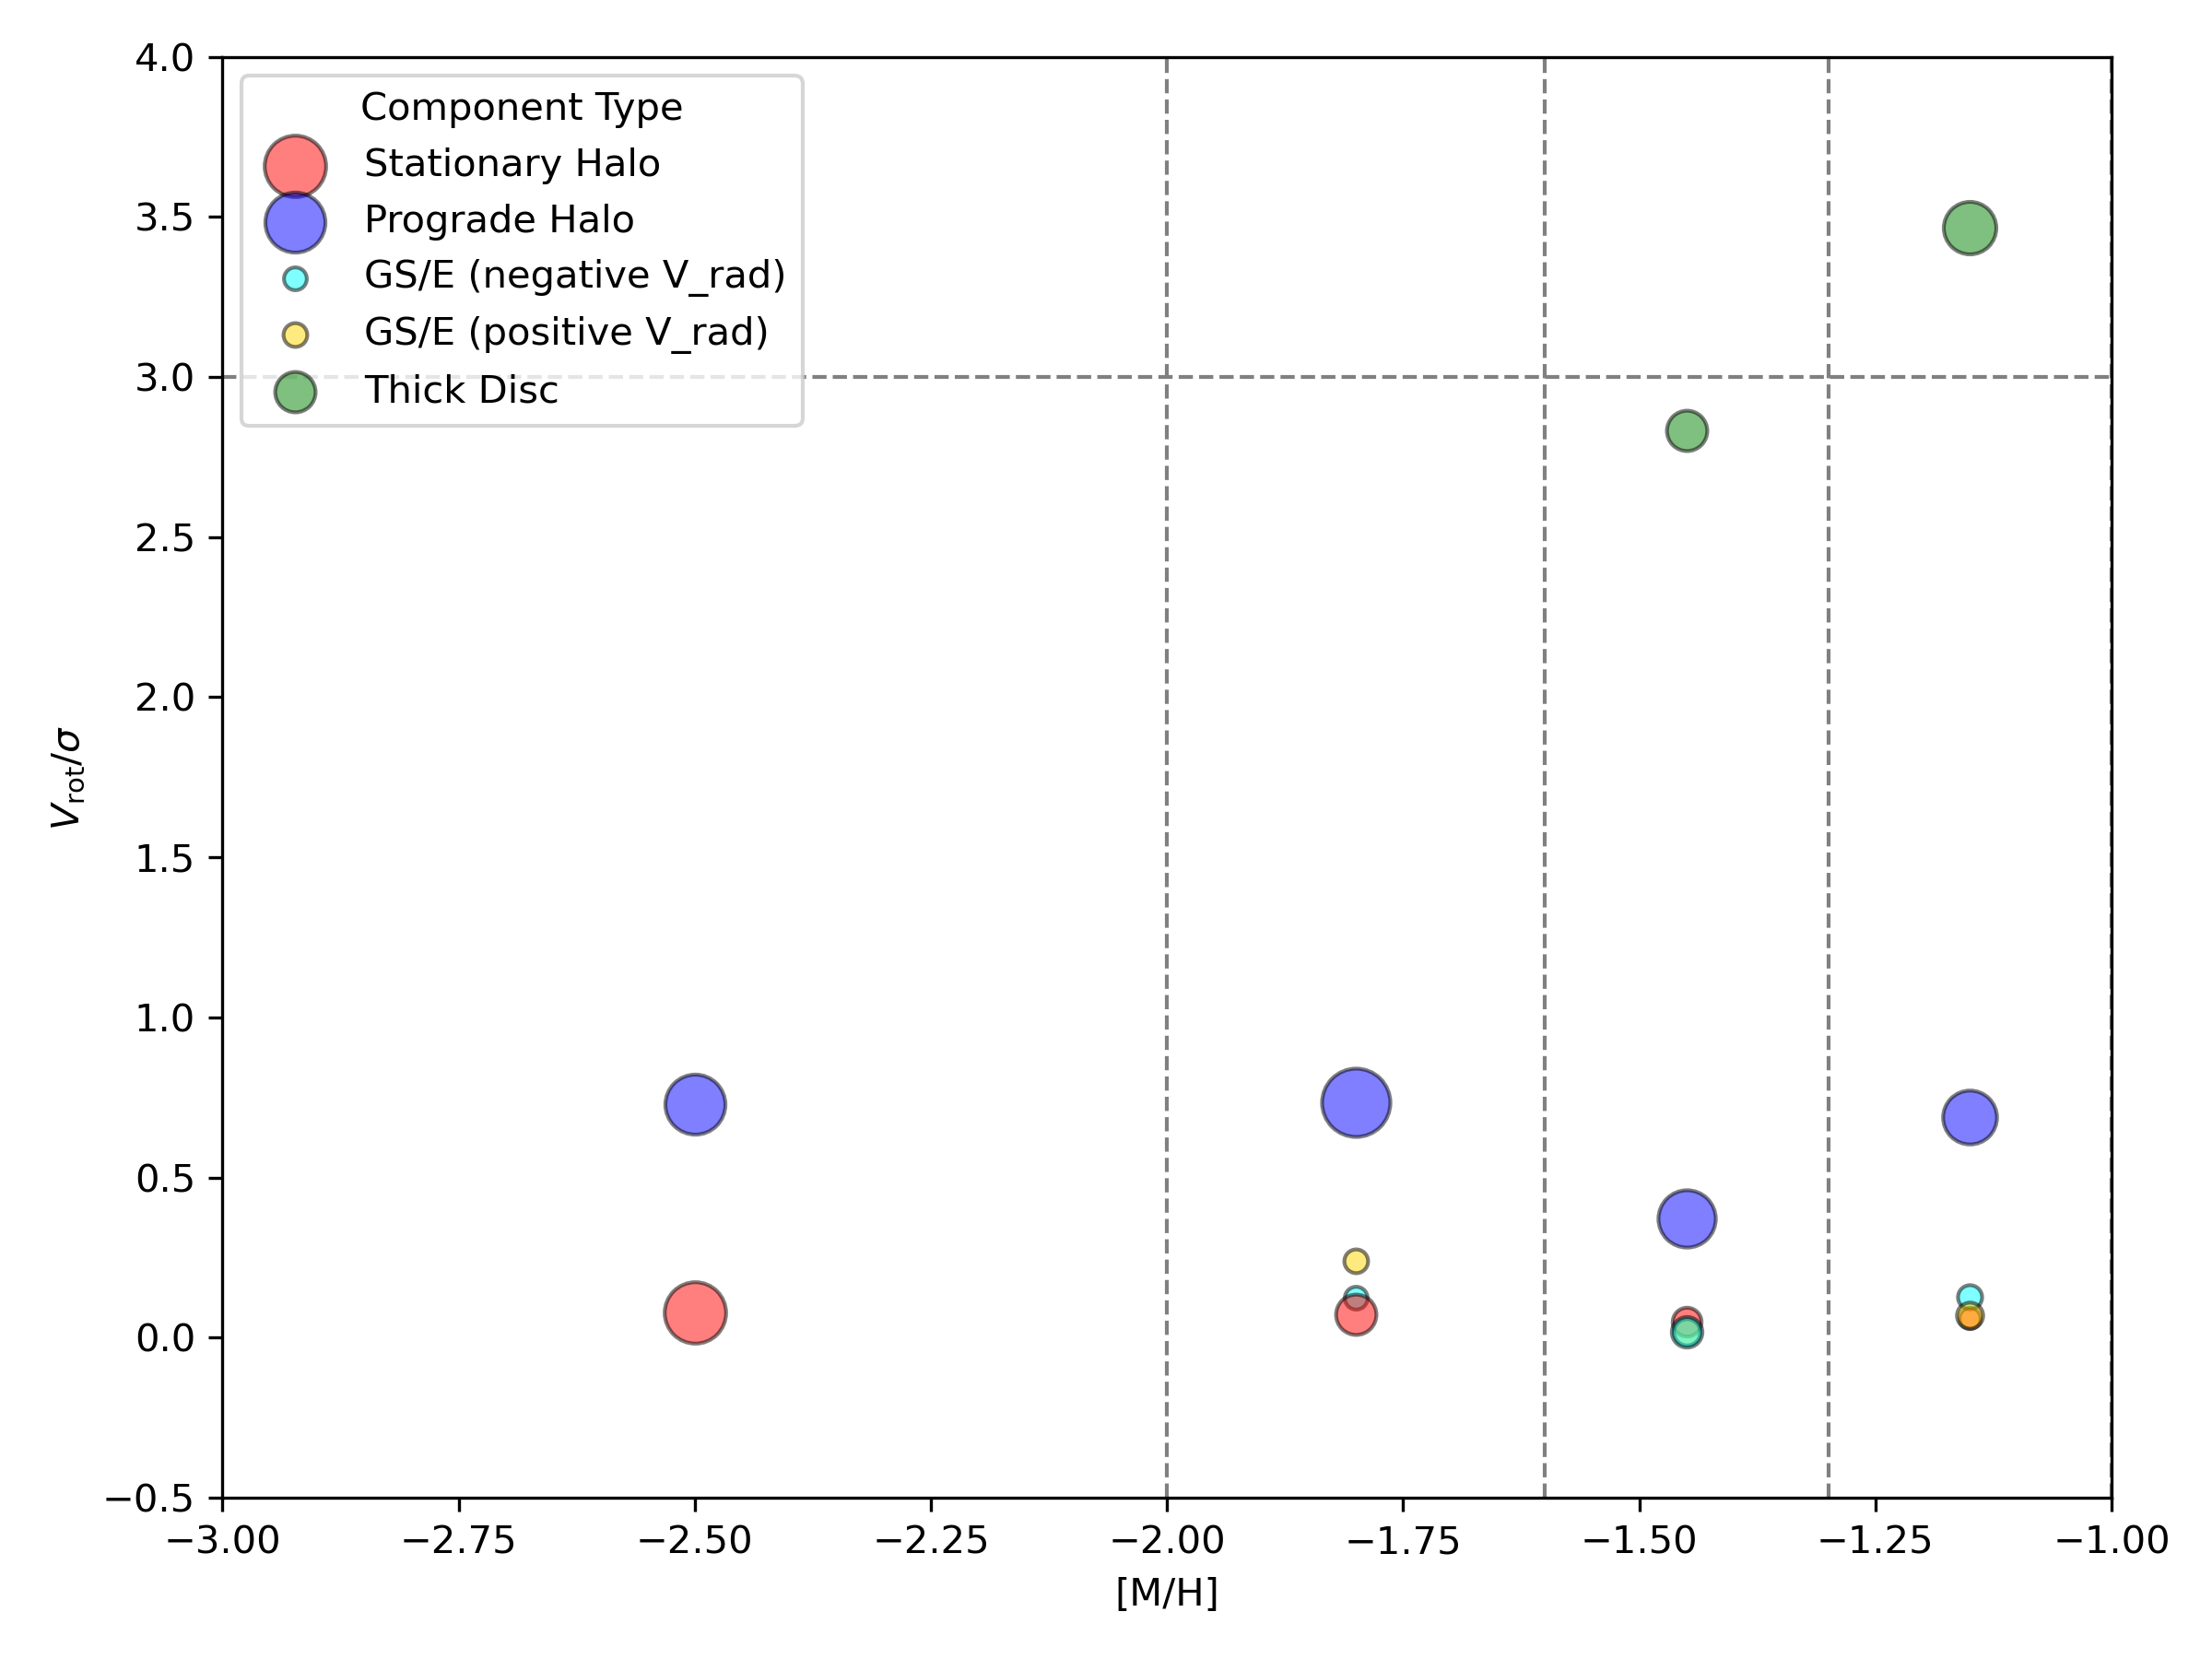 4.0
3.5
3.0
2.5
2.0
1.5
1.0
0.5
0.0
−0.5
V_rot/σ
Component Type
Stationary Halo
Prograde Halo
GS/E (negative V_rad)
GS/E (positive V_rad)
Thick Disc
−3.00 −2.75 −2.50 −2.25 −2.00 −1.75 −1.50 −1.25 −1.00
[M/H]